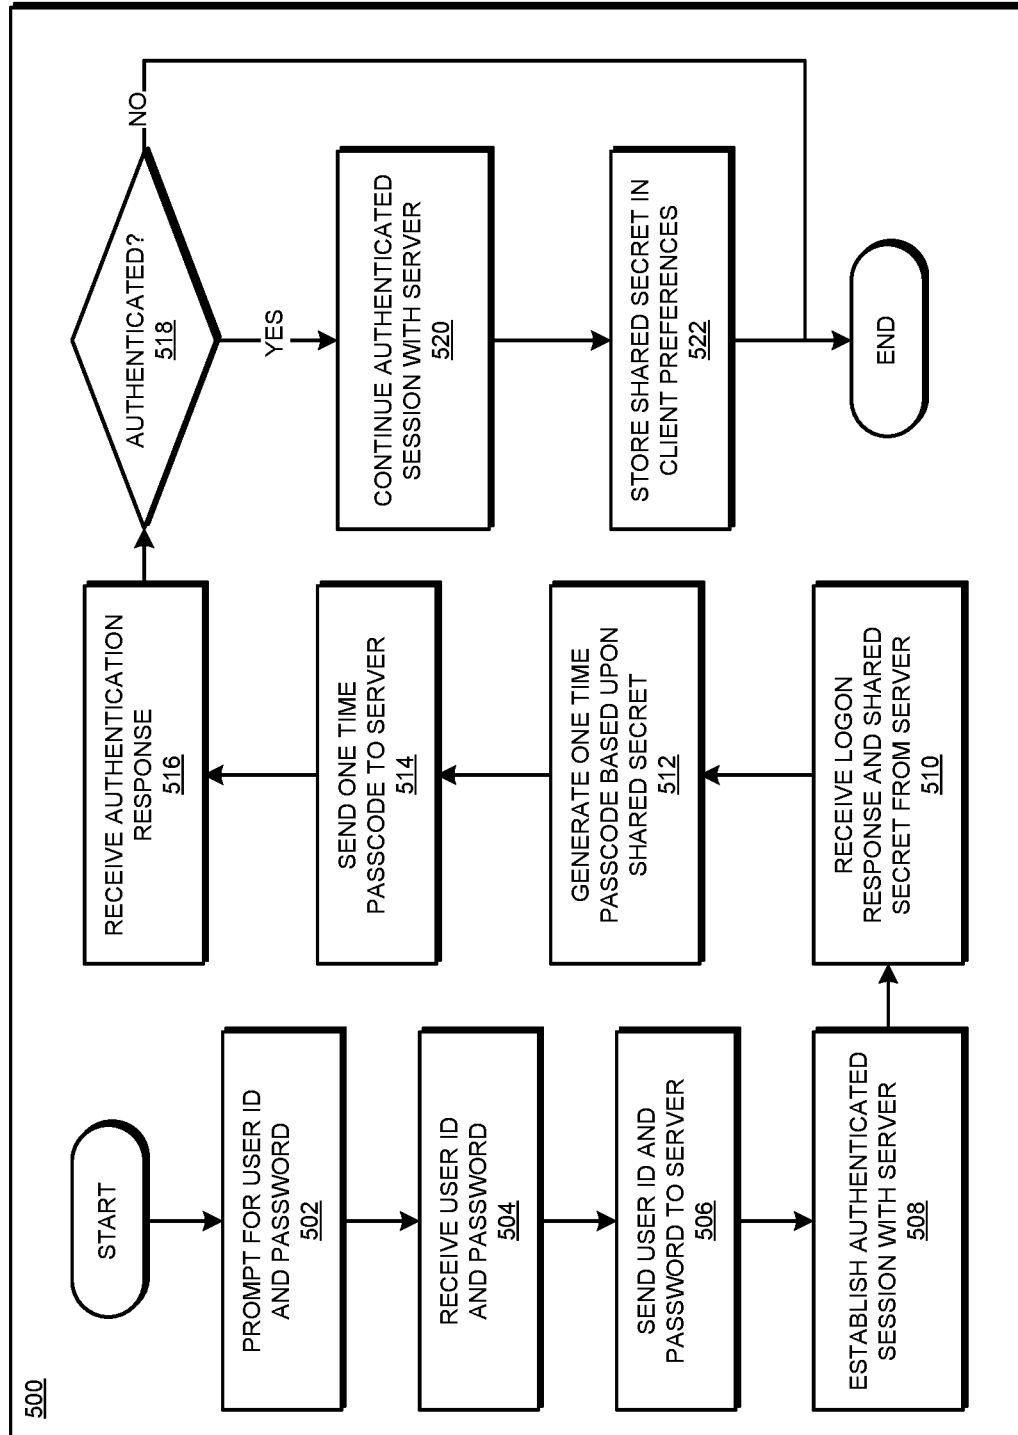 500
START
PROMPT FOR USER ID
AND PASSWORD
502
RECEIVE USER ID
AND PASSWORD
504
SEND USER ID AND
PASSWORD TO SERVER
506
ESTABLISH AUTHENTICATED
SESSION WITH SERVER
508
RECEIVE LOGON
RESPONSE AND SHARED
SECRET FROM SERVER
510
GENERATE ONE TIME
PASSCODE BASED UPON
SHARED SECRET
512
SEND ONE TIME
PASSCODE TO SERVER
514
RECEIVE AUTHENTICATION
RESPONSE
516
AUTHENTICATED?
518
NO
YES
CONTINUE AUTHENTICATED
SESSION WITH SERVER
520
STORE SHARED SECRET IN
CLIENT PREFERENCES
522
END